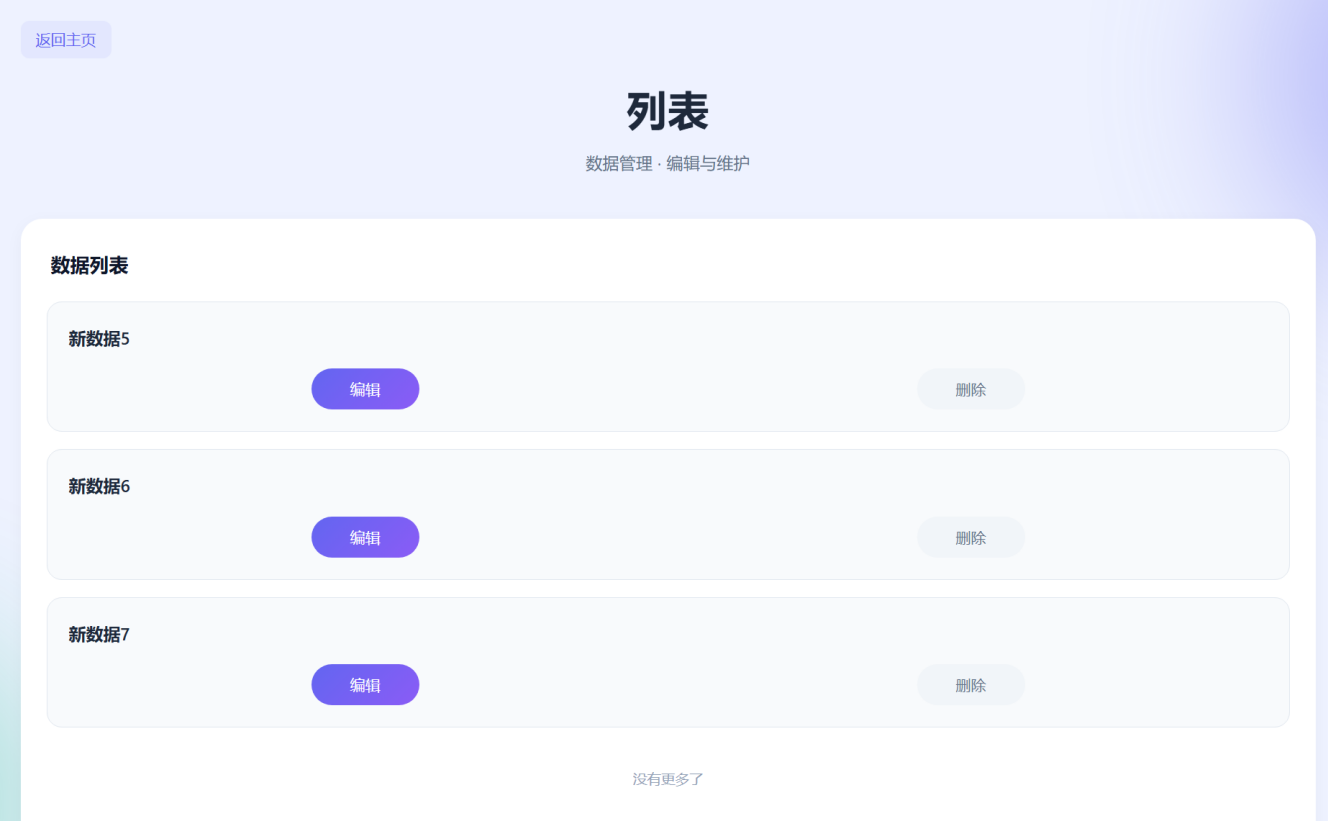 返回主页
列表
数据管理 · 编辑与维护
数据列表
新数据5
编辑
删除
新数据6
编辑
删除
新数据7
编辑
删除
没有更多了